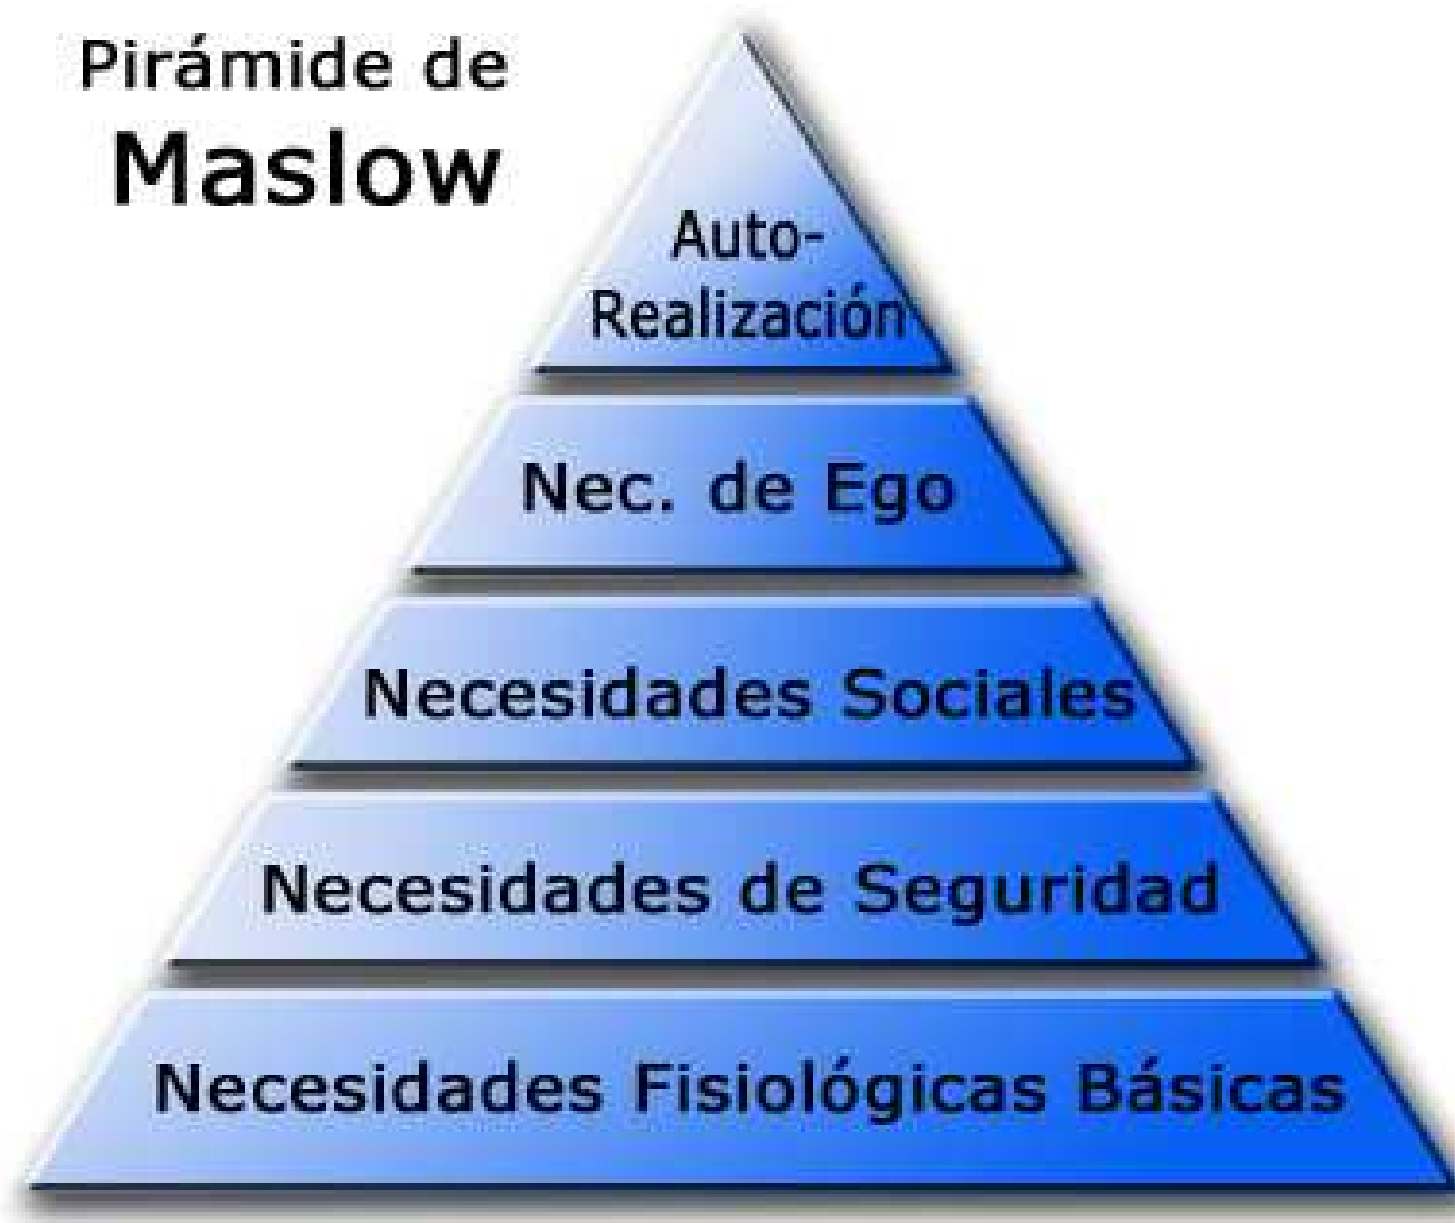 Pirámide de
Maslow
Auto-
Realización
Nec. de Ego
Necesidades Sociales
Necesidades de Seguridad
Necesidades Fisiológicas Básicas